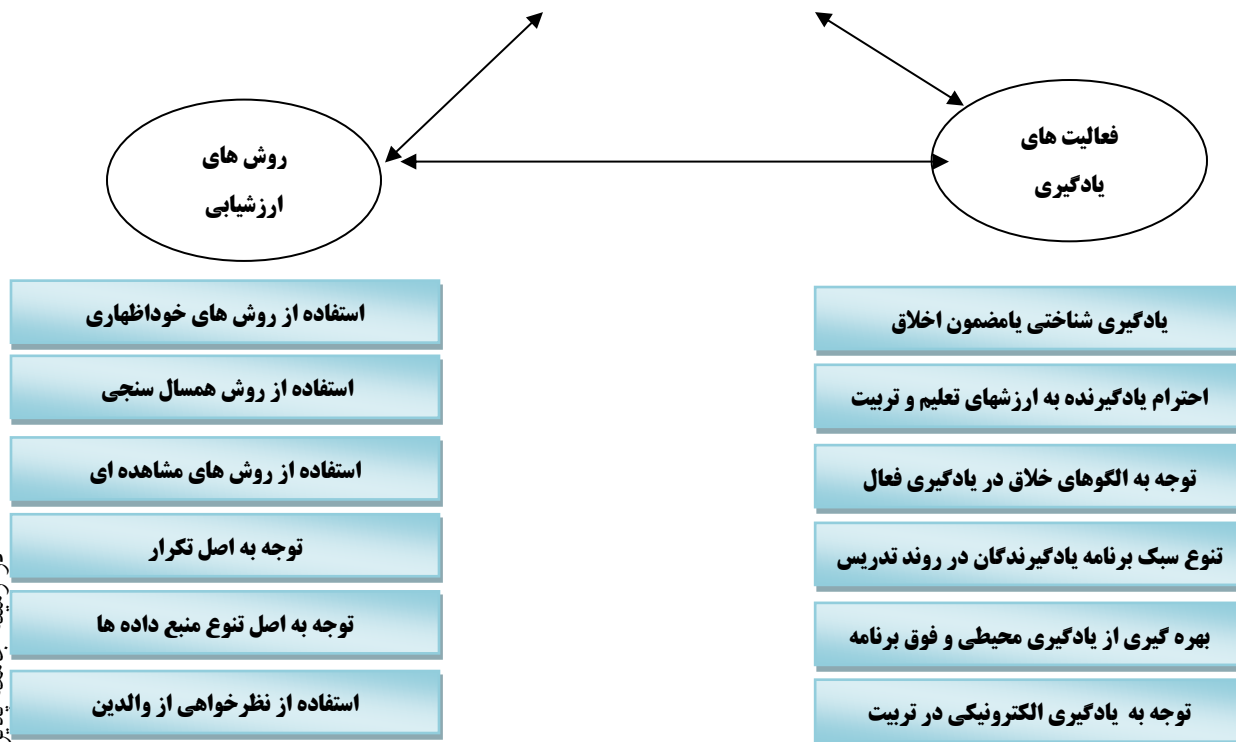 فعالیت های
یادگیری
روش های
ارزشیابی
یادگیری شناختی یامضمون اخلاق
احترام یادگیرنده به ارزشهای تعلیم و تربیت
توجه به الگوهای خلاق در یادگیری فعال
تنوع سبک برنامه یادگیرندگان در روند تدریس
بهره گیری از یادگیری محیطی و فوق برنامه
توجه به یادگیری الکترونیکی در تربیت
استفاده از روش های خوداظهاری
استفاده از روش همسال سنجی
استفاده از روش های مشاهده ای
توجه به اصل تکرار
توجه به اصل تنوع منبع داده ها
استفاده از نظرخواهی از والدین